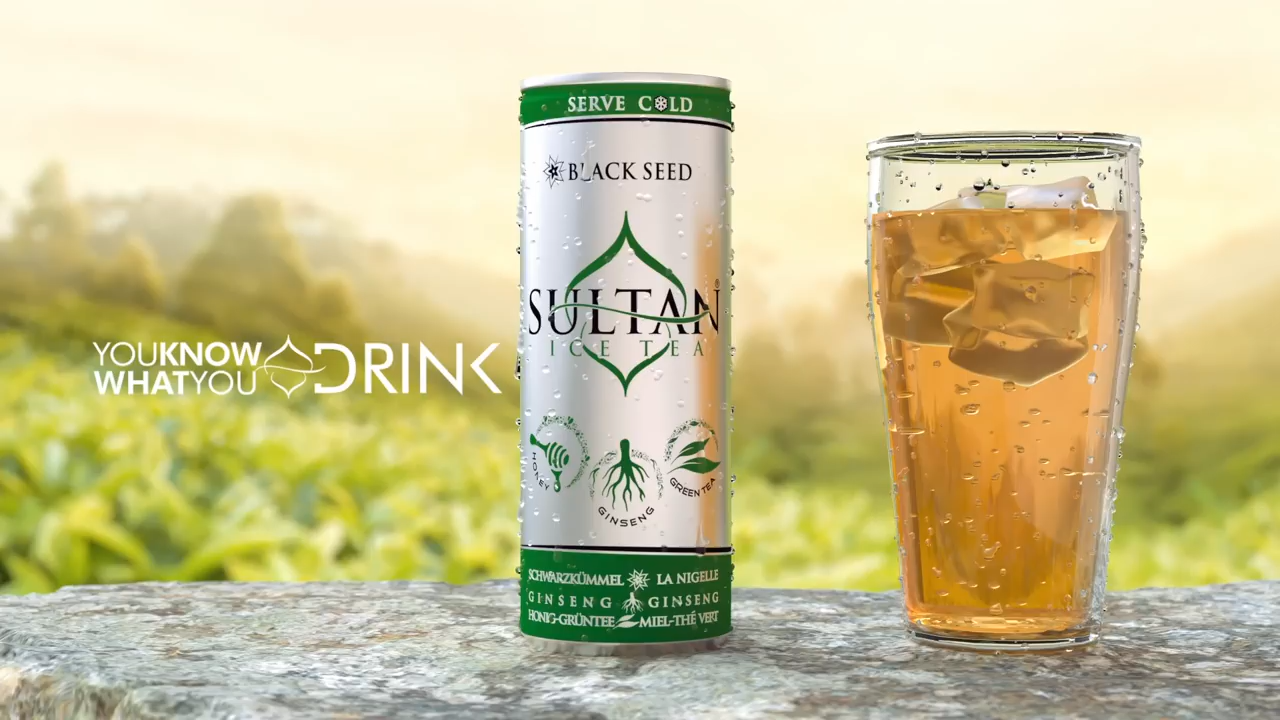 YOUKNOW
WHATYOU
DRINK
SERVE COLD
BLACK SEED
SULTAN®
ICE TEA
HONEY
GINSENG
GREEN TEA
SCHWARZKÜMMEL LA NIGELLE
GINSENG GINSENG
HONIG-GRÜNTEE MIEL-THÉ VERT